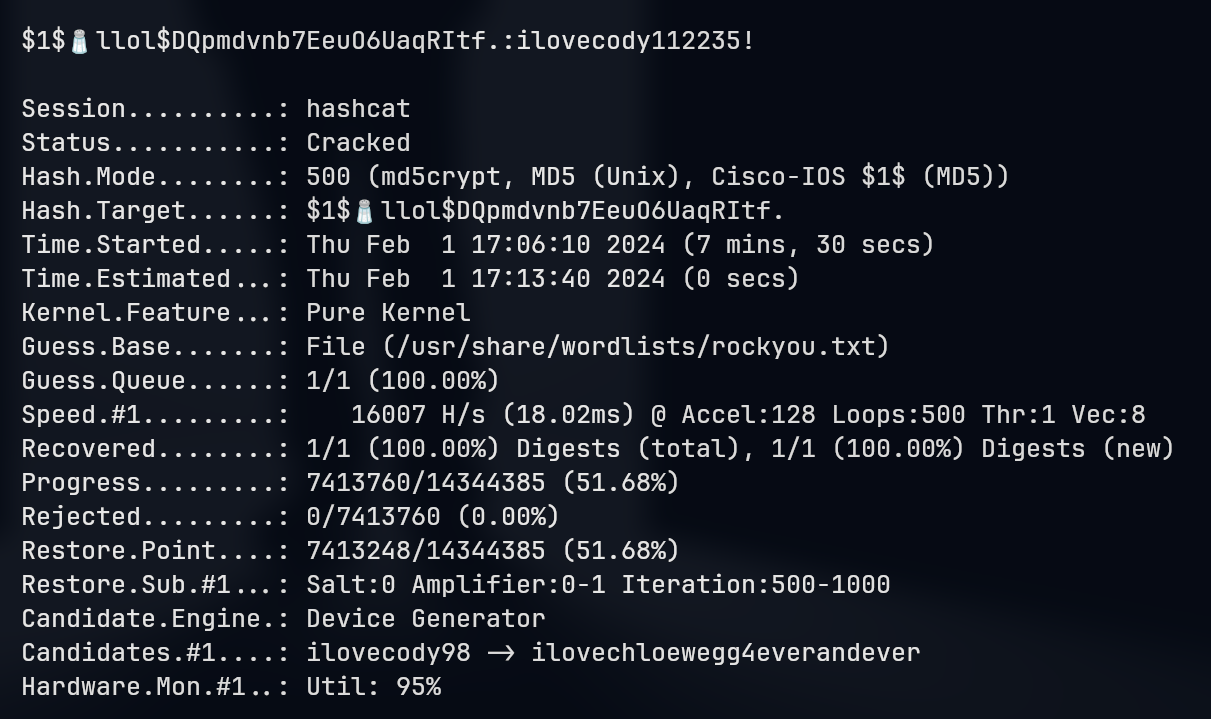 $1$🧂llol$DQpmdvnb7EeuO6UaqRItf.:ilovecody112235!
Session..........: hashcat
Status...........: Cracked
Hash.Mode........: 500 (md5crypt, MD5 (Unix), Cisco-IOS $1$ (MD5))
Hash.Target......: $1$🧂llol$DQpmdvnb7EeuO6UaqRItf.
Time.Started.....: Thu Feb  1 17:06:10 2024 (7 mins, 30 secs)
Time.Estimated...: Thu Feb  1 17:13:40 2024 (0 secs)
Kernel.Feature...: Pure Kernel
Guess.Base.......: File (/usr/share/wordlists/rockyou.txt)
Guess.Queue......: 1/1 (100.00%)
Speed.#1.........:    16007 H/s (18.02ms) @ Accel:128 Loops:500 Thr:1 Vec:8
Recovered........: 1/1 (100.00%) Digests (total), 1/1 (100.00%) Digests (new)
Progress.........: 7413760/14344385 (51.68%)
Rejected.........: 0/7413760 (0.00%)
Restore.Point....: 7413248/14344385 (51.68%)
Restore.Sub.#1...: Salt:0 Amplifier:0-1 Iteration:500-1000
Candidate.Engine.: Device Generator
Candidates.#1....: ilovecody98 -> ilovechloewegg4everandever
Hardware.Mon.#1..: Util: 95%